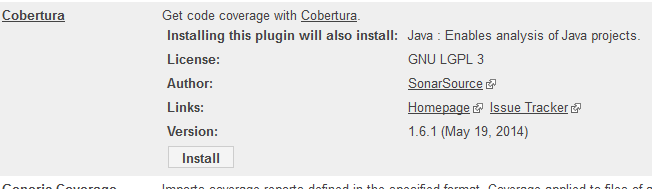 Cobertura Get code coverage with Cobertura.
Installing this plugin will also install: Java : Enables analysis of Java projects.
License: GNU LGPL 3
Author: SonarSource
Links: Homepage Issue Tracker
Version: 1.6.1 (May 19, 2014)
Install
Generic Coverage Imports coverage reports defined in the specified format. Coverage applied to files of a